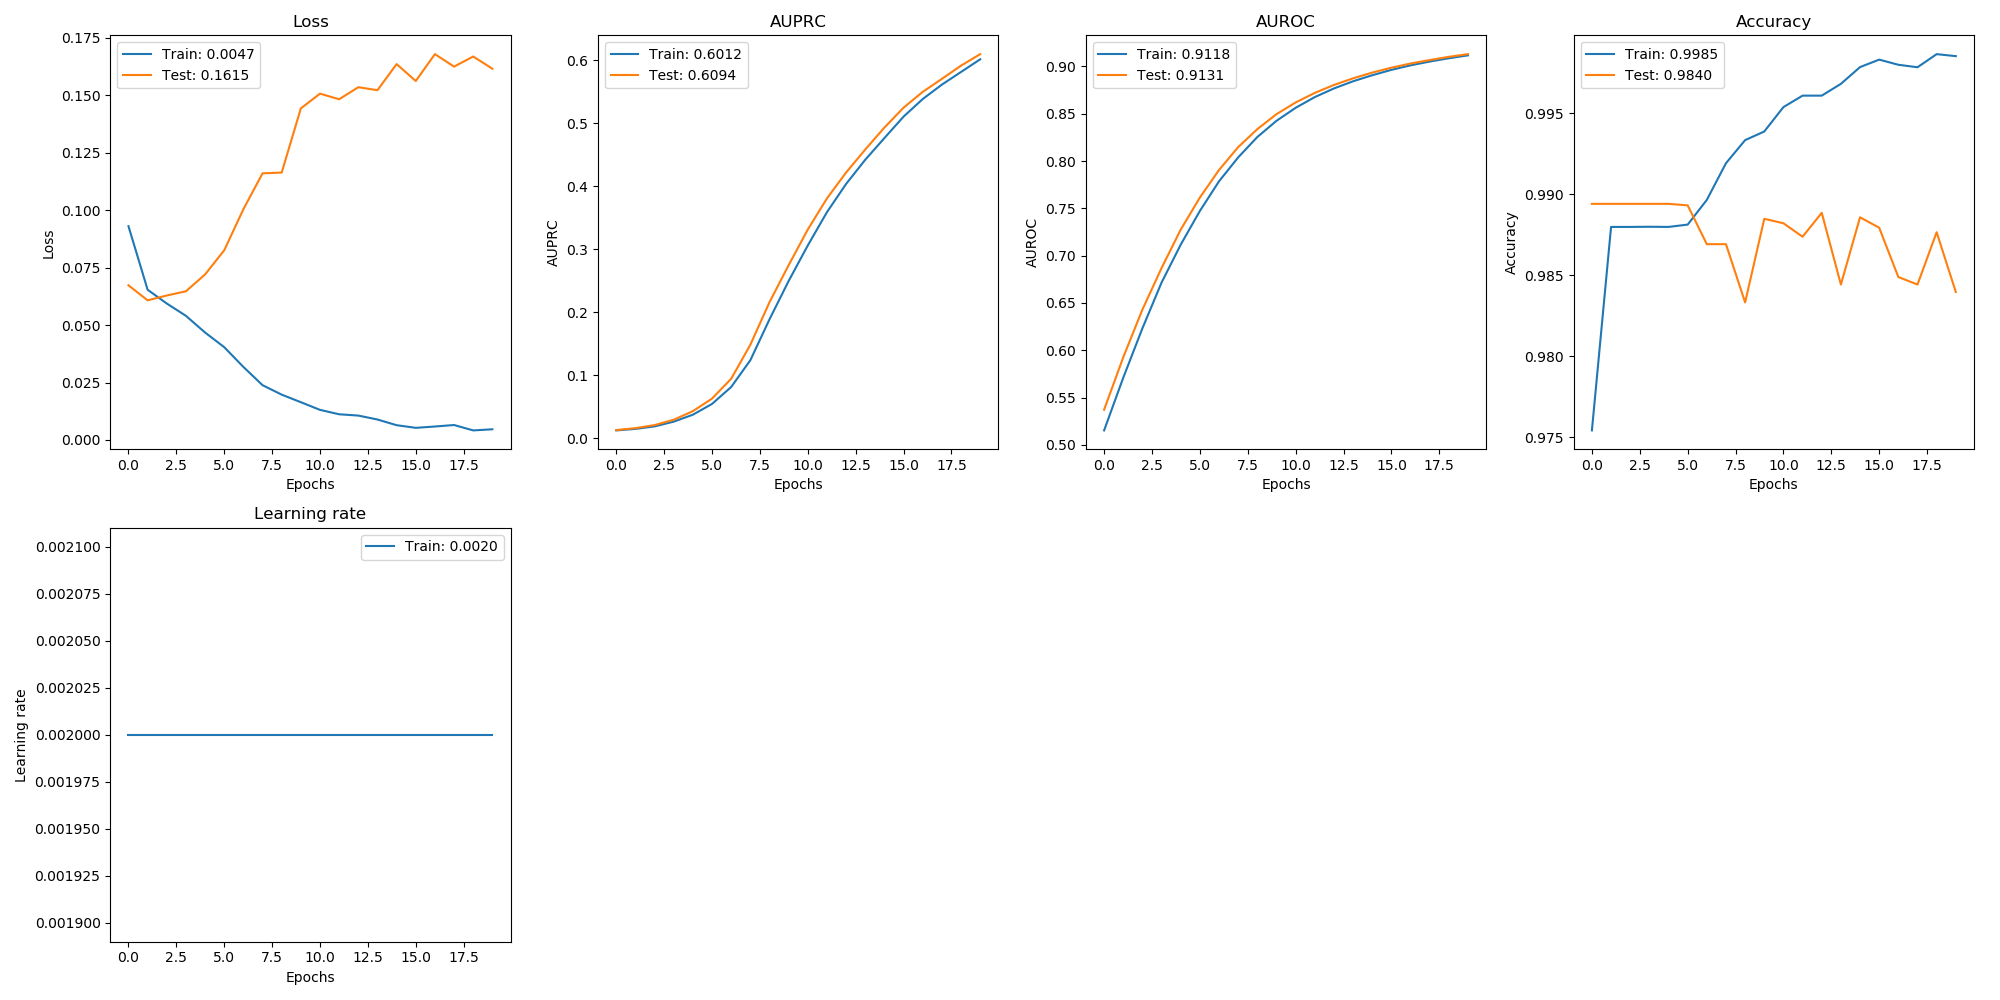 Loss
Train: 0.0047
Test: 0.1615
0.175
0.150
0.125
0.100
0.075
0.050
0.025
0.000
Loss
0.0 2.5 5.0 7.5 10.0 12.5 15.0 17.5
Epochs
AUPRC
Train: 0.6012
Test: 0.6094
0.6
0.5
0.4
0.3
0.2
0.1
0.0
AUPRC
0.0 2.5 5.0 7.5 10.0 12.5 15.0 17.5
Epochs
AUROC
Train: 0.9118
Test: 0.9131
0.90
0.85
0.80
0.75
0.70
0.65
0.60
0.55
0.50
AUROC
0.0 2.5 5.0 7.5 10.0 12.5 15.0 17.5
Epochs
Accuracy
Train: 0.9985
Test: 0.9840
0.995
0.990
0.985
0.980
0.975
Accuracy
0.0 2.5 5.0 7.5 10.0 12.5 15.0 17.5
Epochs
Learning rate
Train: 0.0020
0.002100
0.002075
0.002050
0.002025
0.002000
0.001975
0.001950
0.001925
0.001900
Learning rate
0.0 2.5 5.0 7.5 10.0 12.5 15.0 17.5
Epochs